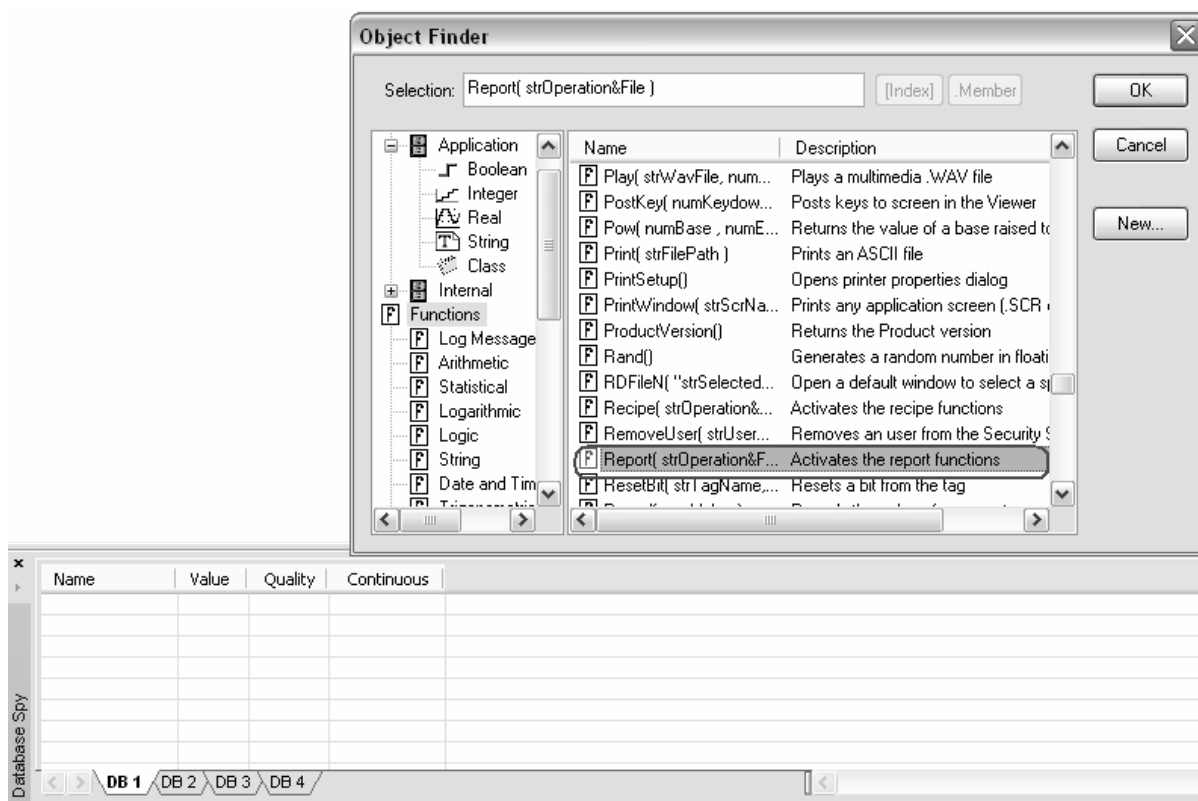 Object Finder
Selection: Report( strOperation&File ) [Index] .Member OK
Cancel
New...
Application
Boolean
Integer
Real
String
Class
Internal
Functions
Log Message
Arithmetic
Statistical
Logarithmic
Logic
String
Date and Tim
Name Description
Play( strWavFile, num... Plays a multimedia .WAV file
PostKey( numKeydow... Posts keys to screen in the Viewer
Pow( numBase , numE... Returns the value of a base raised to
Print( strFilePath ) Prints an ASCII file
PrintSetup() Opens printer properties dialog
PrintWindow( strScrNa... Prints any application screen (.SCR
ProductVersion() Returns the Product version
Rand() Generates a random number in floati
RDFileN( "strSelected... Open a default window to select a sp
Recipe( strOperation&... Activates the recipe functions
RemoveUser( strUser... Removes an user from the Security S
Report( strOperation&F... Activates the report functions
ResetBit( strTagName,... Resets a bit from the tag
Name Value Quality Continuous
Database Spy
DB 1 DB 2 DB 3 DB 4